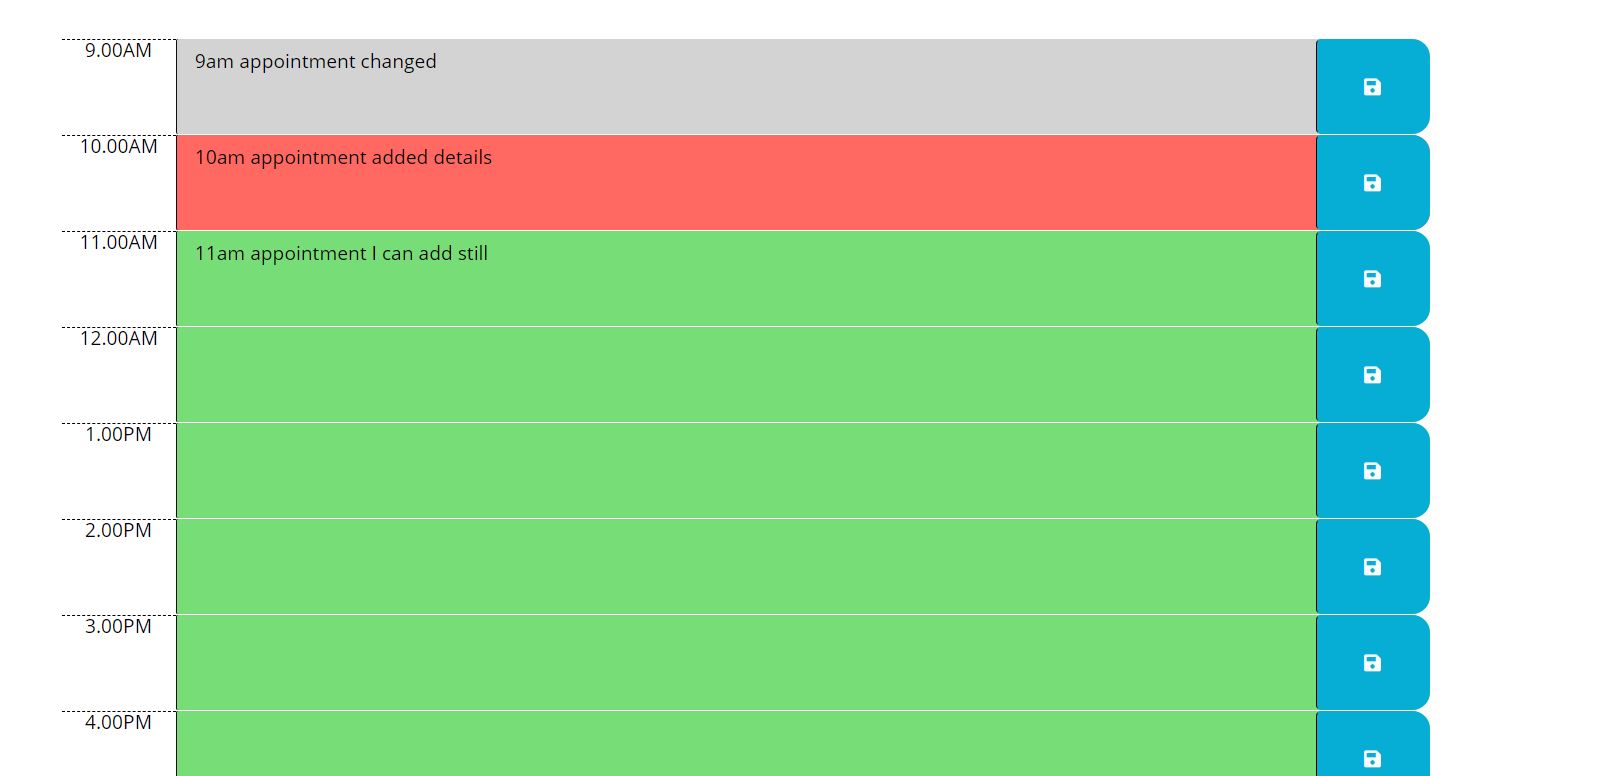 9.00AM
9am appointment changed
10.00AM
10am appointment added details
11.00AM
11am appointment I can add still
12.00AM
1.00PM
2.00PM
3.00PM
4.00PM